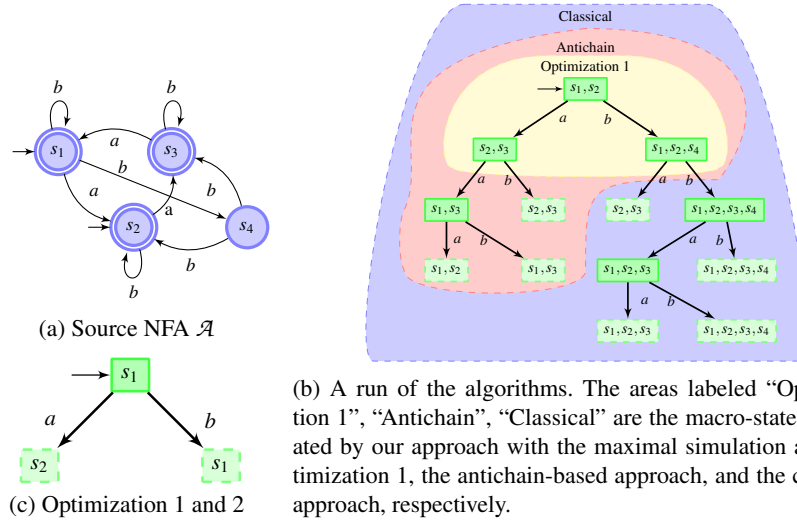 b
b
a
s1
s3
b
a
a
b
s2
s4
b
b
(a) Source NFA A
s1
a
b
s2
s1
(c) Optimization 1 and 2
Classical
Antichain
Optimization 1
s1, s2
a
b
s2, s3
s1, s2, s4
a
b
a
b
s1, s3
s2, s3
s2, s3
s1, s2, s3, s4
a
b
a
b
s1, s2
s1, s3
s1, s2, s3
s1, s2, s3, s4
a
b
s1, s2, s3
s1, s2, s3, s4
(b) A run of the algorithms. The areas labeled “Op
tion 1”, “Antichain”, “Classical” are the macro-state
ated by our approach with the maximal simulation a
timization 1, the antichain-based approach, and the c
approach, respectively.